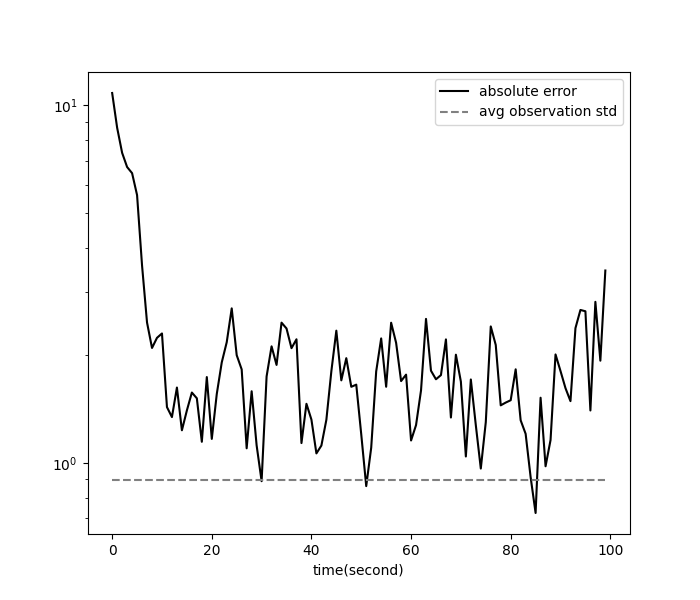 absolute error
avg observation std
10¹
10⁰
0 20 40 60 80 100
time(second)